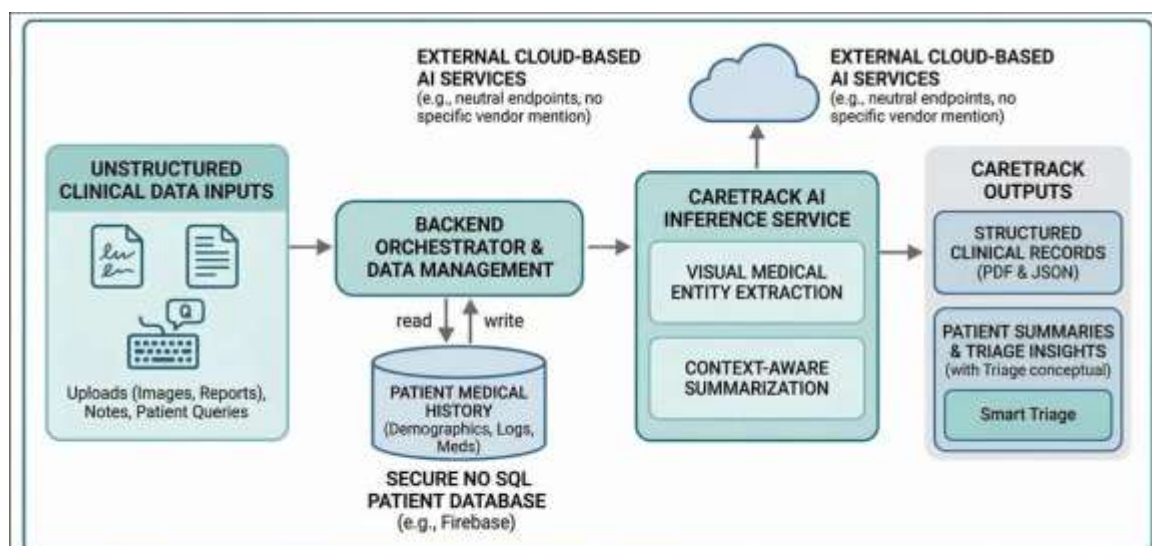 EXTERNAL CLOUD-BASED
AI SERVICES
(e.g., neutral endpoints, no
specific vendor mention)
EXTERNAL CLOUD-BASED
AI SERVICES
(e.g., neutral endpoints, no
specific vendor mention)
UNSTRUCTURED
CLINICAL DATA INPUTS
Q
Uploads (Images, Reports),
Notes, Patient Queries
BACKEND
ORCHESTRATOR &
DATA MANAGEMENT
read
write
PATIENT MEDICAL
HISTORY
(Demographics, Logs,
Meds)
SECURE NO SQL
PATIENT DATABASE
(e.g., Firebase)
CARETRACK AI
INFERENCE SERVICE
VISUAL MEDICAL
ENTITY EXTRACTION
CONTEXT-AWARE
SUMMARIZATION
CARETRACK
OUTPUTS
STRUCTURED
CLINICAL RECORDS
(PDF & JSON)
PATIENT SUMMARIES
& TRIAGE INSIGHTS
(with Triage conceptual)
Smart Triage